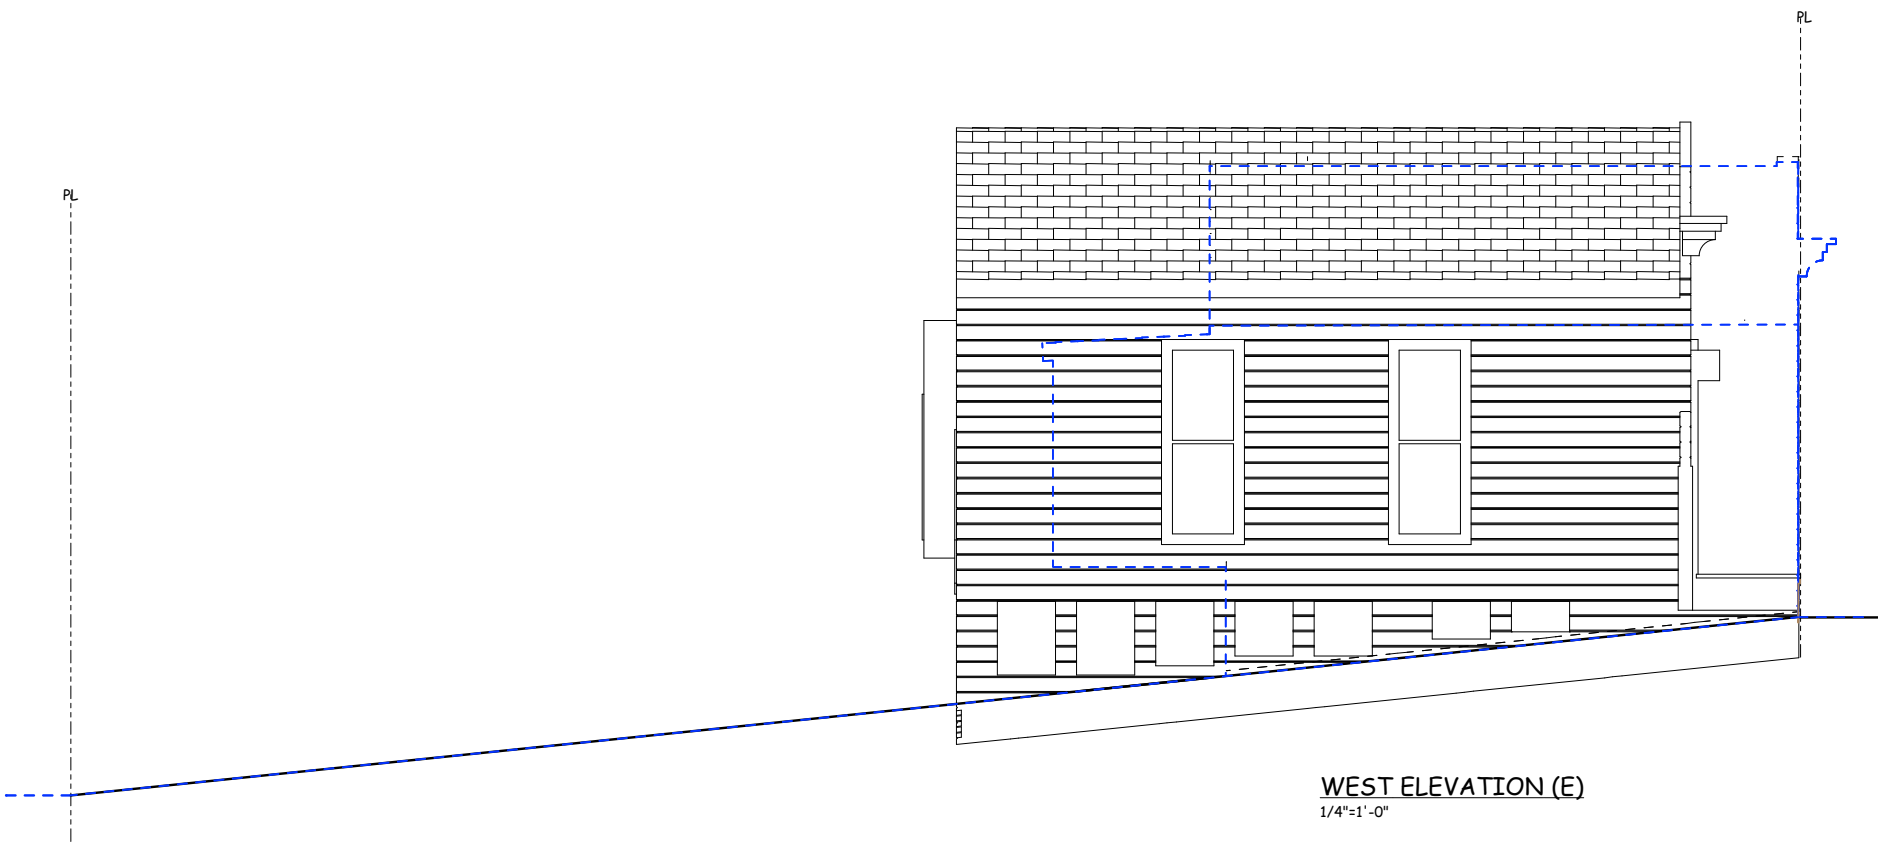 PL
PL
WEST ELEVATION (E)
1/4"=1'-0"